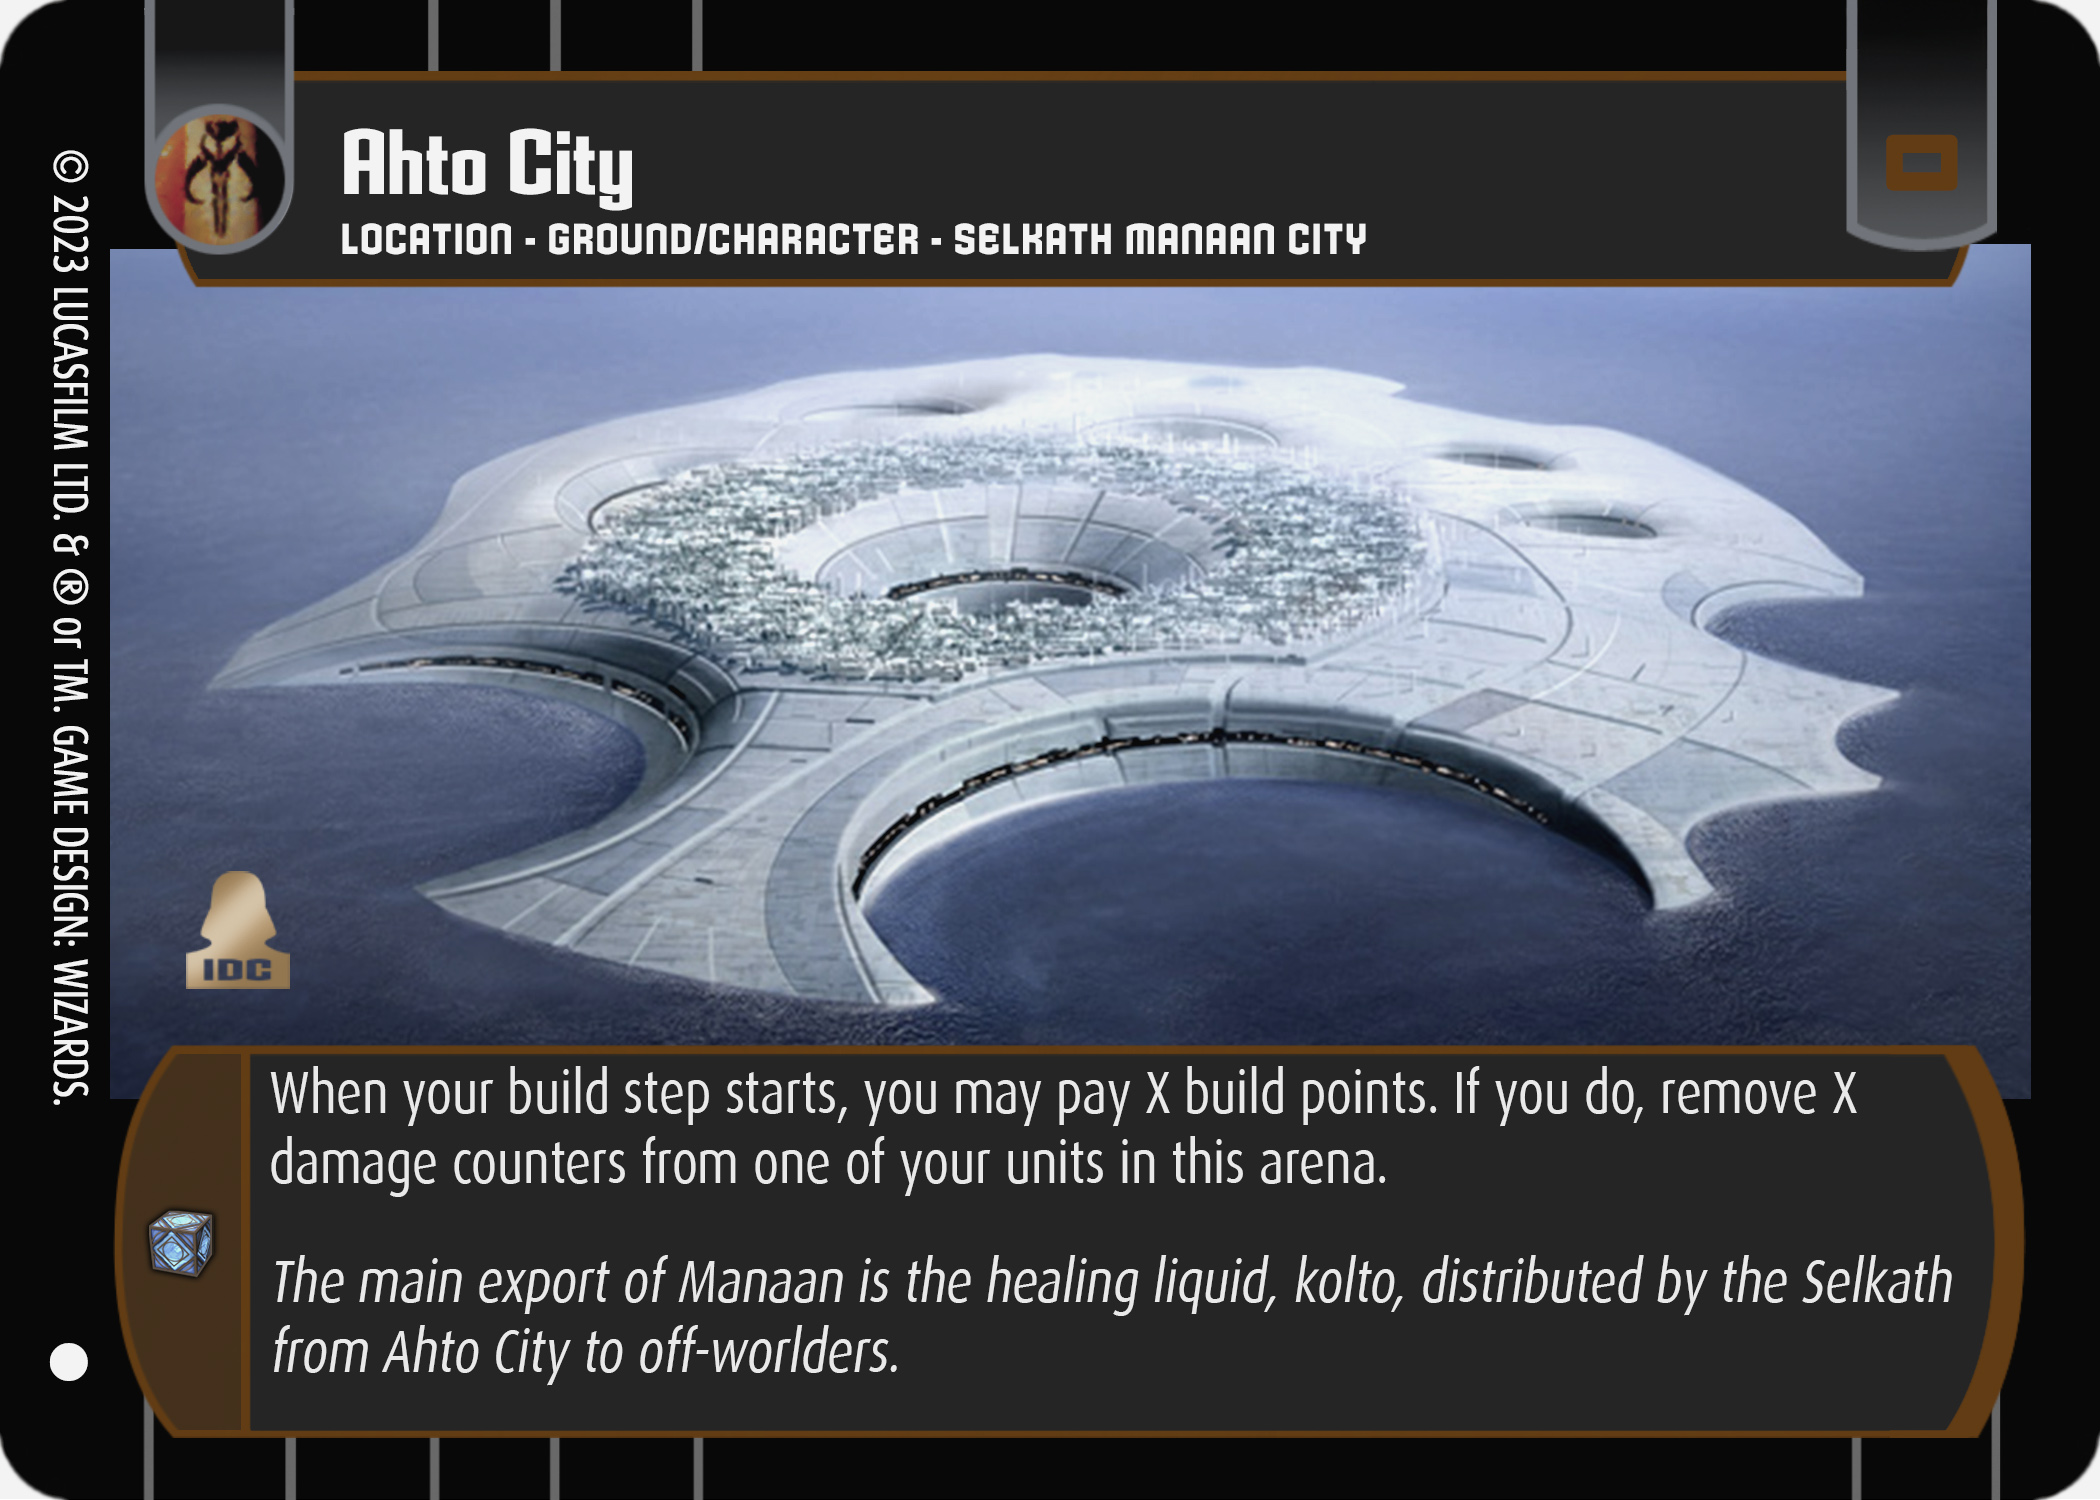 Ahto City
LOCATION • GROUND/CHARACTER • SELKATH MANAAN CITY
IDC
When your build step starts, you may pay X build points. If you do, remove X
damage counters from one of your units in this arena.
The main export of Manaan is the healing liquid, kolto, distributed by the Selkath
from Ahto City to off-worlders.
© 2023 LUCASFILM LTD. & ® or TM. GAME DESIGN: WIZARDS.